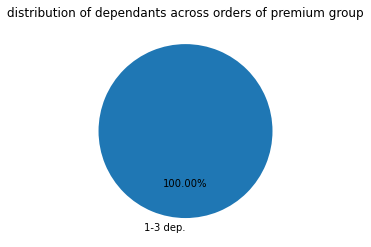 distribution of dependants across orders of premium group
100.00%
1-3 dep.